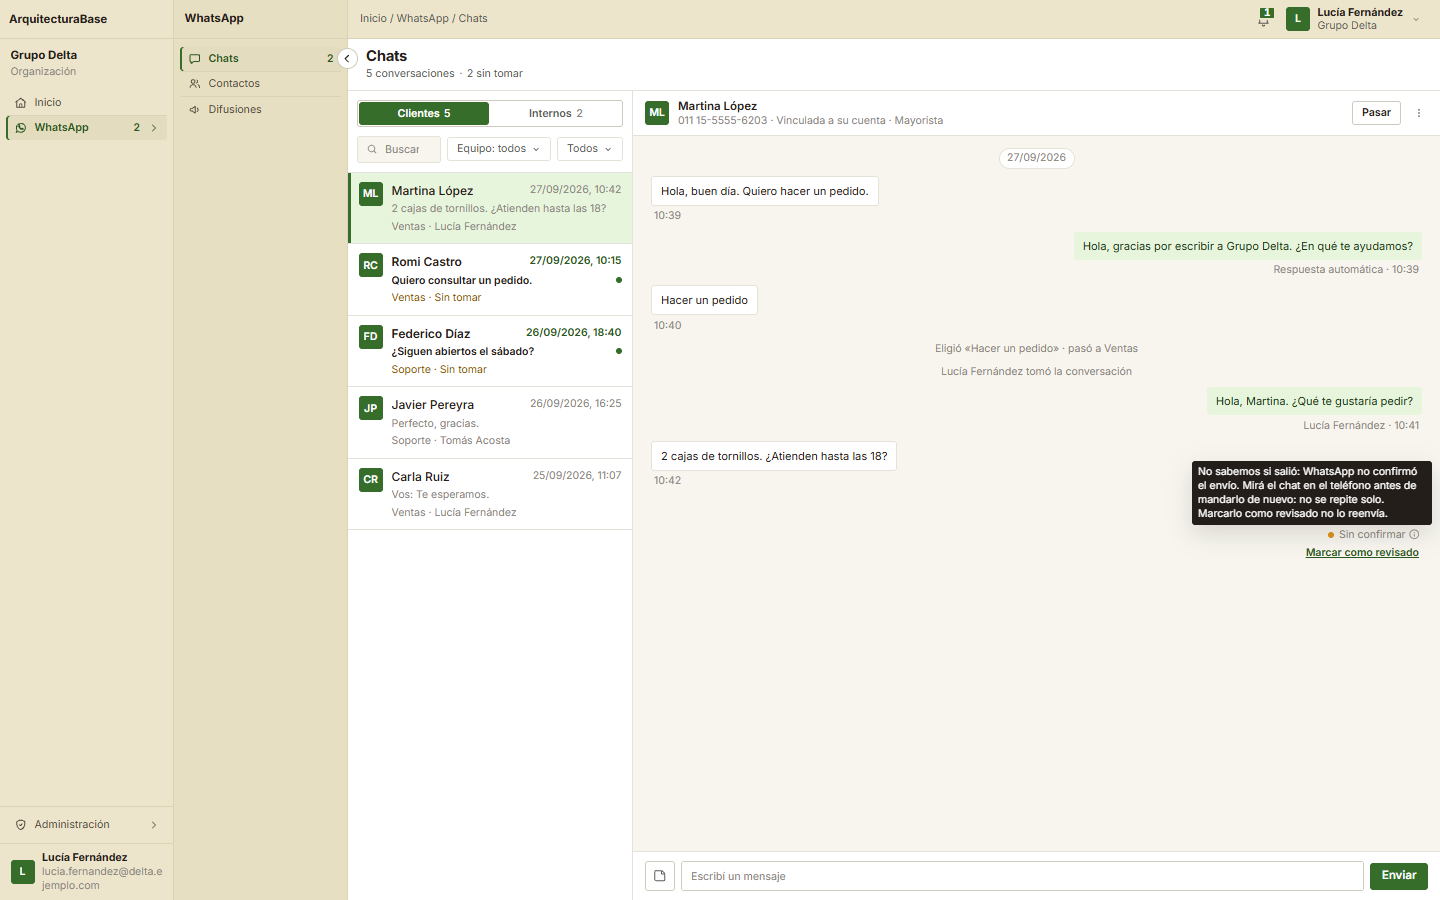 ArquitecturaBase
Grupo Delta
Organización
Inicio
WhatsApp 2
Administración
L
Lucía Fernández
lucia.fernandez@delta.e
jemplo.com
WhatsApp
Chats 2
Contactos
Difusiones
Inicio / WhatsApp / Chats
1
L
Lucía Fernández
Grupo Delta
Chats
5 conversaciones · 2 sin tomar
Clientes 5
Internos 2
Buscar
Equipo: todos
Todos
ML
Martina López 27/09/2026, 10:42
2 cajas de tornillos. ¿Atienden hasta las 18?
Ventas · Lucía Fernández
RC
Romi Castro 27/09/2026, 10:15
Quiero consultar un pedido.
Ventas · Sin tomar
FD
Federico Díaz 26/09/2026, 18:40
¿Siguen abiertos el sábado?
Soporte · Sin tomar
JP
Javier Pereyra 26/09/2026, 16:25
Perfecto, gracias.
Soporte · Tomás Acosta
CR
Carla Ruiz 25/09/2026, 11:07
Vos: Te esperamos.
Ventas · Lucía Fernández
ML
Martina López
011 15-5555-6203 · Vinculada a su cuenta · Mayorista
Pasar
27/09/2026
Hola, buen día. Quiero hacer un pedido.
10:39
Hola, gracias por escribir a Grupo Delta. ¿En qué te ayudamos?
Respuesta automática · 10:39
Hacer un pedido
10:40
Eligió «Hacer un pedido» · pasó a Ventas
Lucía Fernández tomó la conversación
Hola, Martina. ¿Qué te gustaría pedir?
Lucía Fernández · 10:41
2 cajas de tornillos. ¿Atienden hasta las 18?
10:42
No sabemos si salió: WhatsApp no confirmó
el envío. Mirá el chat en el teléfono antes de
mandarlo de nuevo: no se repite solo.
Marcarlo como revisado no lo reenvía.
Sin confirmar
Marcar como revisado
Escribí un mensaje
Enviar